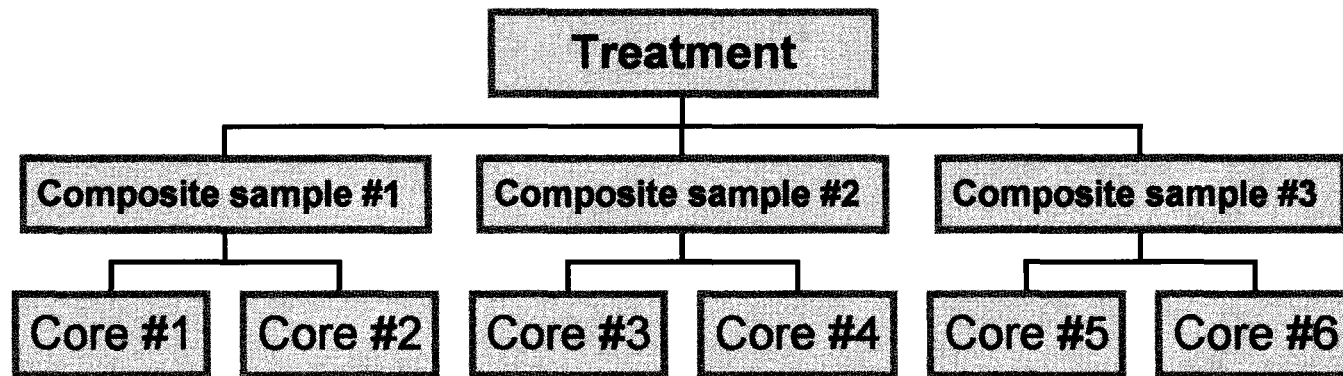 Treatment
Composite sample #1
Composite sample #2
Composite sample #3
Core #1
Core #2
Core #3
Core #4
Core #5
Core #6